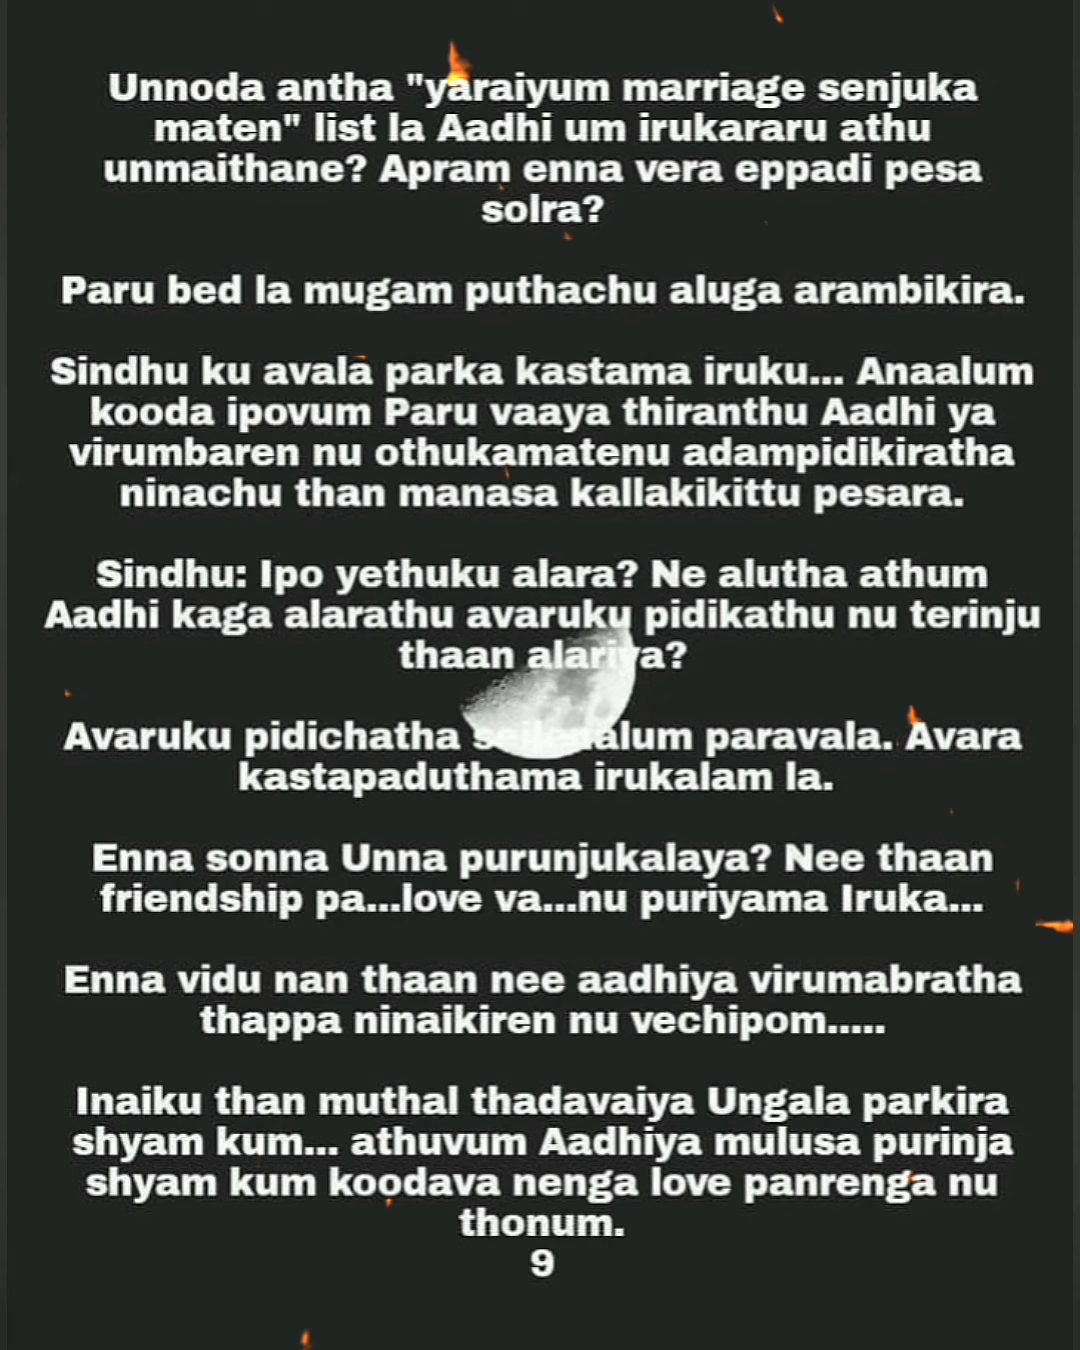 Unnoda antha "yaraiyum marriage senjuka
maten" list la Aadhi um irukararu athu
unmaithane? Apram enna vera eppadi pesa
solra?
Paru bed la mugam puthachu aluga arambikira.
Sindhu ku avala parka kastama iruku... Anaalum
kooda ipovum Paru vaaya thiranthu Aadhi ya
virumbaren nu othukamatenu adampidikiratha
ninachu than manasa kallakikittu pesara.
Sindhu: Ipo yethuku alara? Ne alutha athum
Aadhi kaga alarathu avaruku pidikathu nu terinju
thaan alariya?
Avaruku pidichatha paravala. Avara
kastapaduthama irukalam la.
Enna sonna Unna purunjukalaya? Nee thaan
friendship pa...love va...nu puriyama Iruka...
Enna vidu nan thaan nee aadhiya virumabratha
thappa ninaikiren nu vechipom.....
Inaiku than muthal thadavaiya Ungala parkira
shyam kum... athuvum Aadhiya mulusa purinja
shyam kum koodava nenga love panrenga nu
thonum.
9